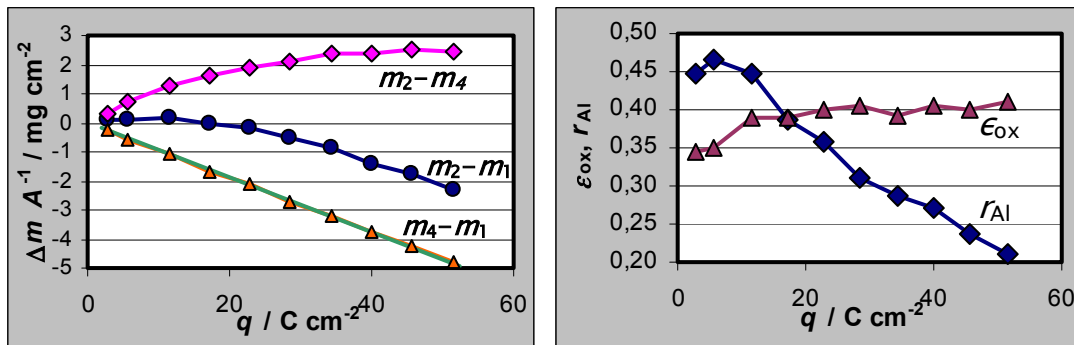 Δm A⁻¹ / mg cm⁻²
3
2
1
0
-1
-2
-3
-4
-5
m₂–m₄
m₂–m₁
m₄–m₁
0 20 40 60
q / C cm⁻²
εox, rAl
0,50
0,45
0,40
0,35
0,30
0,25
0,20
ϵox
rAl
0 20 40 60
q / C cm⁻²